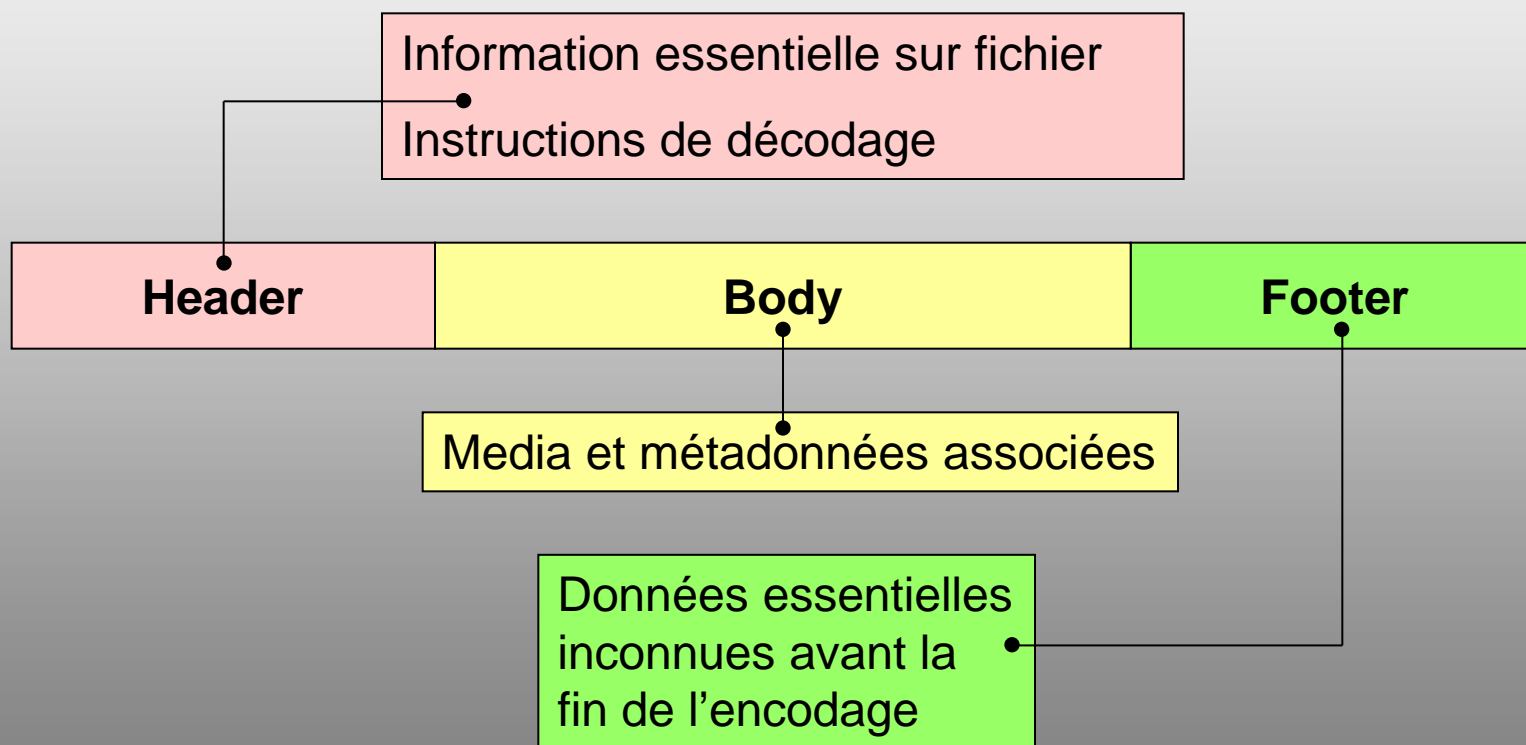 Information essentielle sur fichier
Instructions de décodage
Header
Body
Footer
Media et métadonnées associées
Données essentielles
inconnues avant la
fin de l’encodage